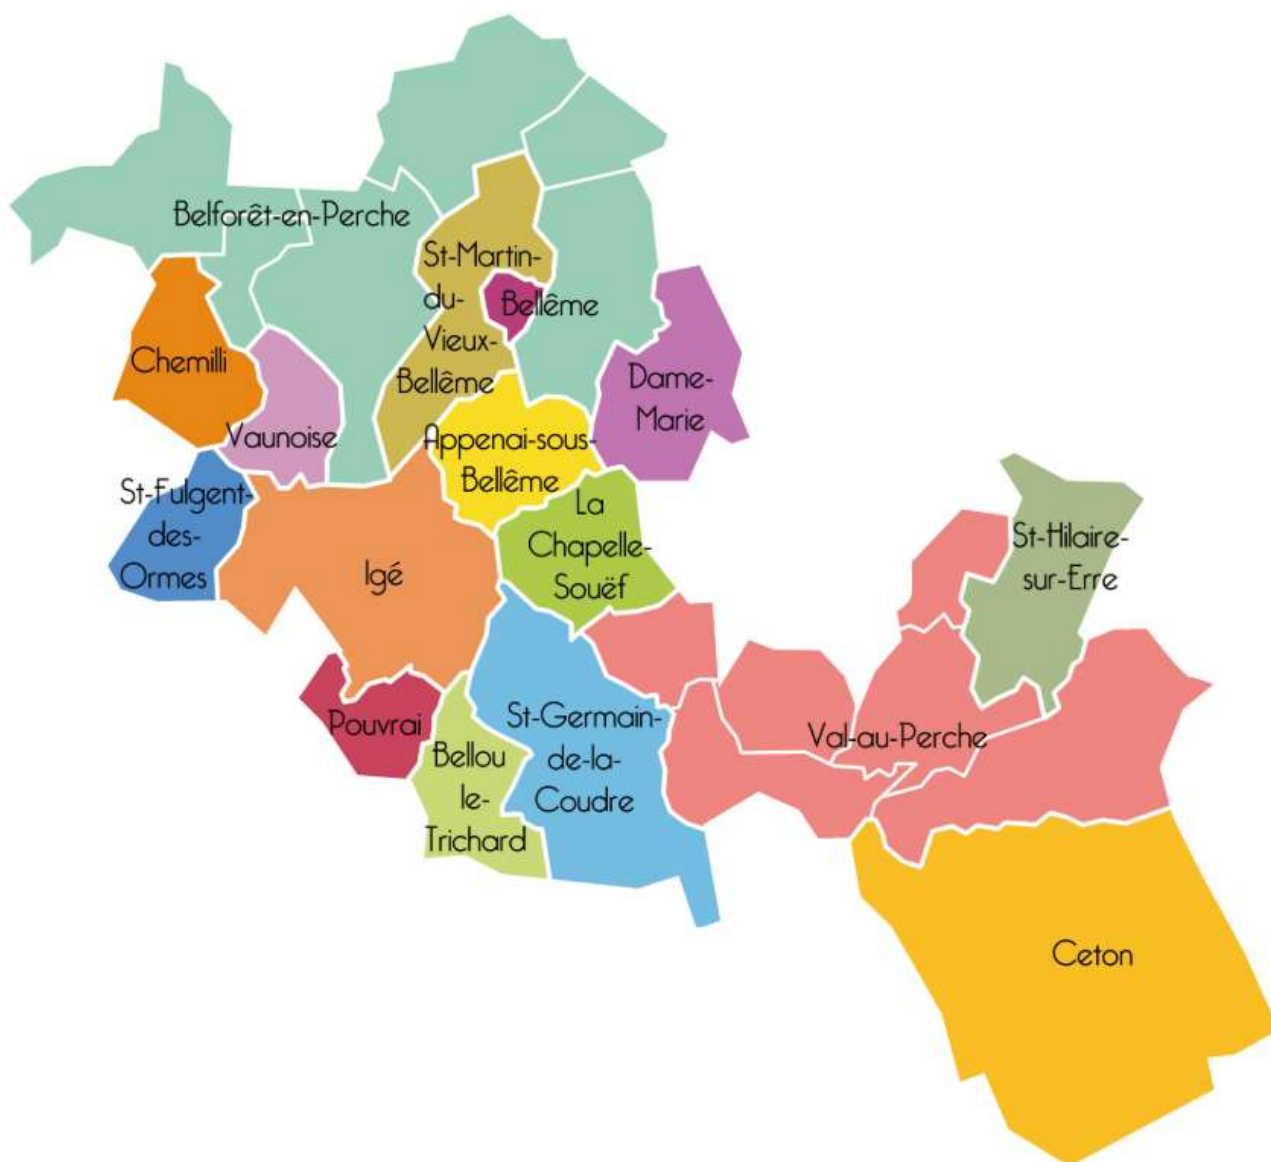 Belforêt-en-Perche
St-Martin-
du-
Vieux-
Bellême
Bellême
Chemilli
Vaunoise
Dame-
Marie
Appenai-sous-
Bellême
St-Fulgent-
des-
Ormes
Igé
La
Chapelle-
Souëf
St-Hilaire-
sur-Erre
Pouvrai
Bellou
le-
Trichard
St-Germain-
de-la-
Coudre
Val-au-Perche
Ceton